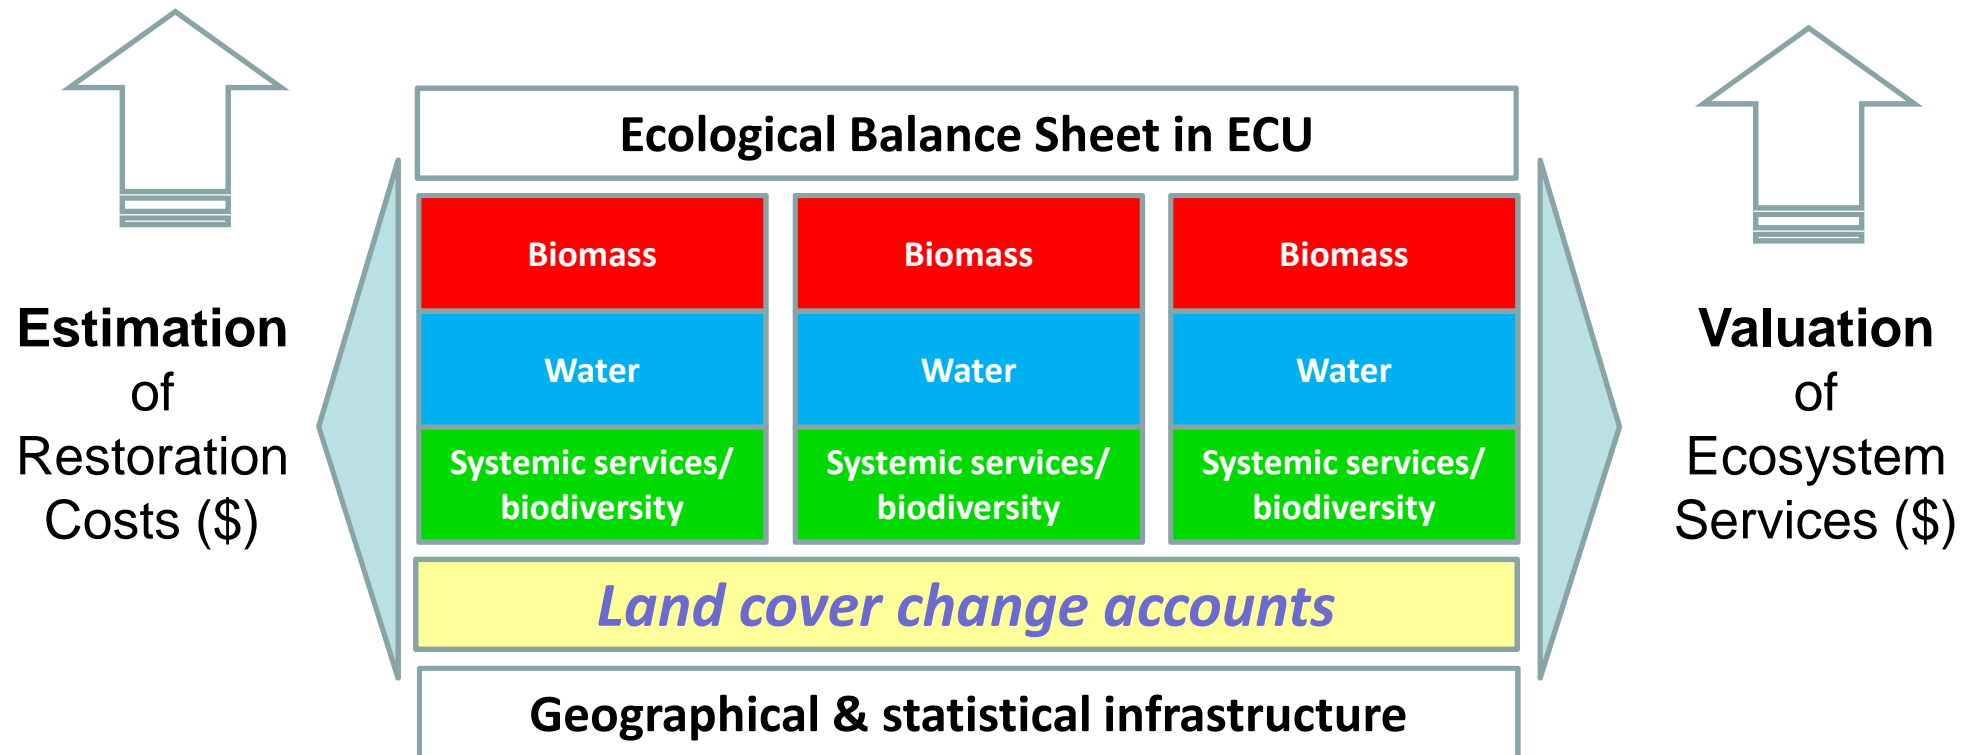 Ecological Balance Sheet in ECU
Estimation
of
Restoration
Costs ($)
Biomass
Water
Systemic services/
biodiversity
Biomass
Water
Systemic services/
biodiversity
Biomass
Water
Systemic services/
biodiversity
Valuation
of
Ecosystem
Services ($)
Land cover change accounts
Geographical & statistical infrastructure